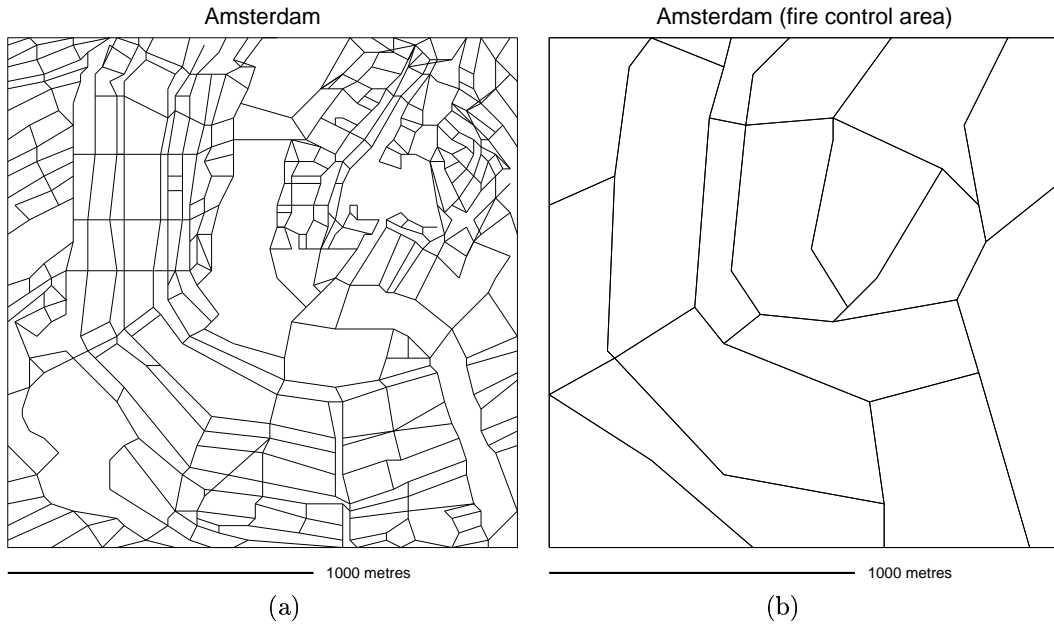 Amsterdam
Amsterdam (fire control area)
1000 metres
1000 metres
(a)
(b)